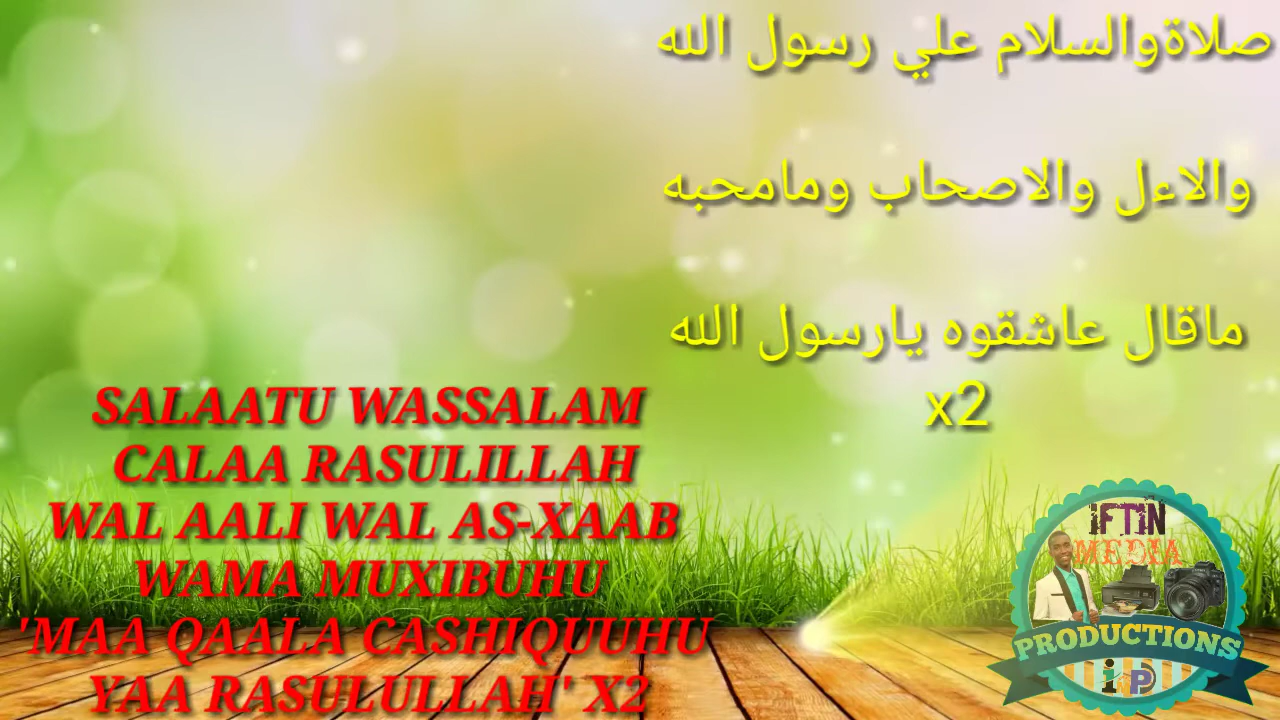 صلاةوالسلام علي رسول الله
والاءل والاصحاب ومامحبه
ماقال عاشقوه يارسول الله
x2
SALAATU WASSALAM
CALAA RASULILLAH
WAL AALI WAL AS-XAAB
WAMA MUXIBUHU
'MAA QAALA CASHIQUUHU
YAA RASULULLAH' X2
IFTIN
MEDIA
PRODUCTIONS
iP